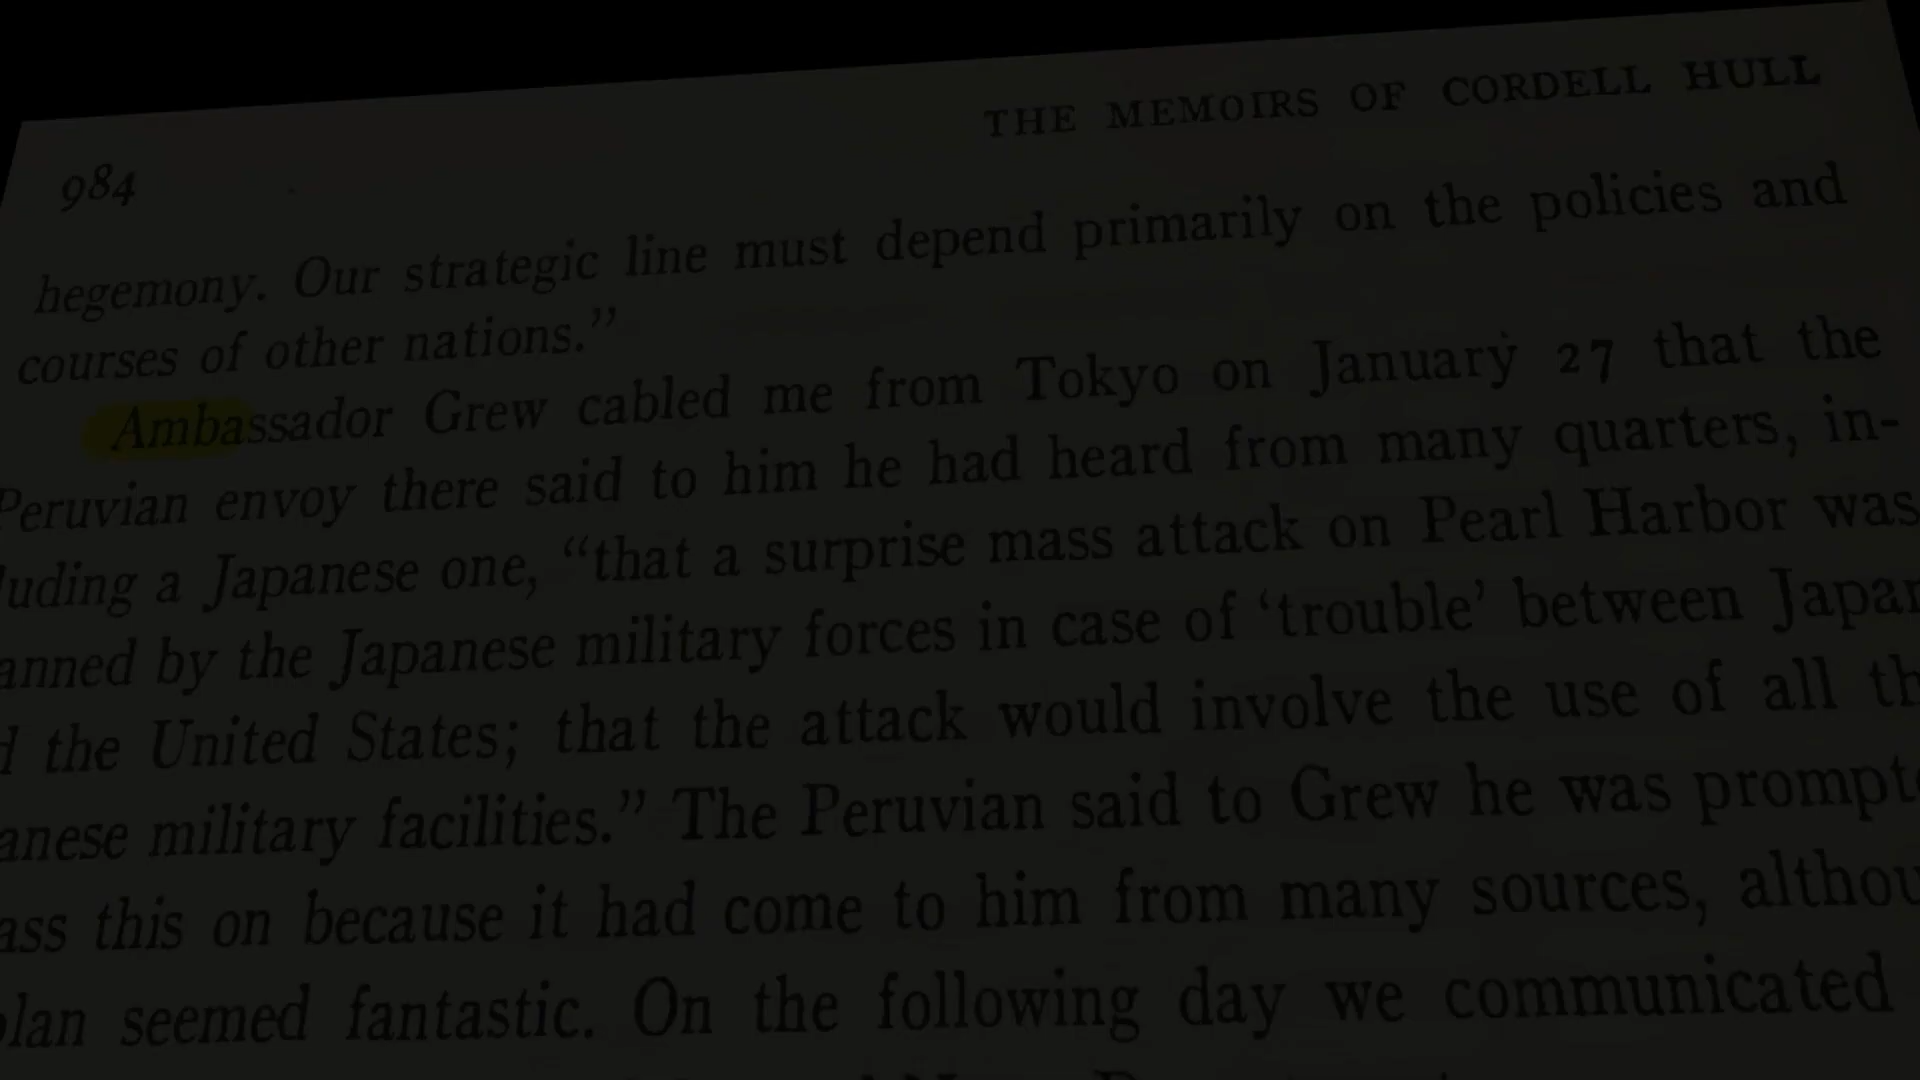 984
THE MEMOIRS OF CORDELL HULL
hegemony. Our strategic line must depend primarily on the policies and
courses of other nations.”
Ambassador Grew cabled me from Tokyo on January 27 that the
Peruvian envoy there said to him he had heard from many quarters, in-
luding a Japanese one, “that a surprise mass attack on Pearl Harbor was
anned by the Japanese military forces in case of ‘trouble’ between Japan
d the United States; that the attack would involve the use of all th
anese military facilities.” The Peruvian said to Grew he was prompte
ass this on because it had come to him from many sources, althou
plan seemed fantastic. On the following day we communicated